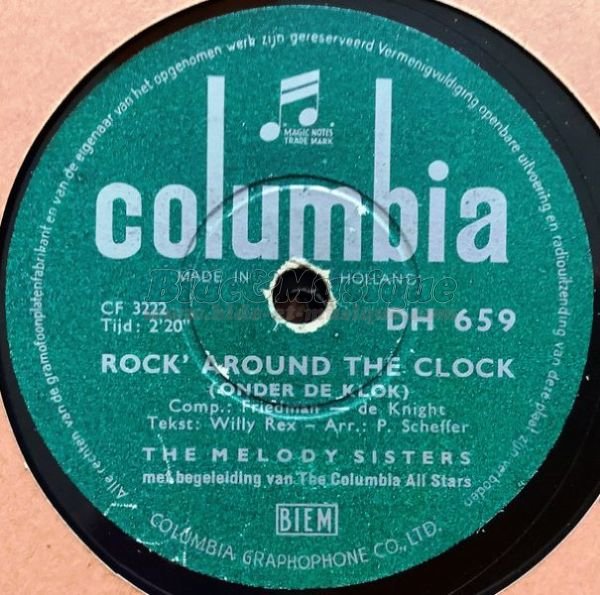 Alle rechten van de gramofoonplatenfabrikant en van de eigenaar van het opgenomen werk zijn gereserveerd Vermenigvuldiging openbare uitvoering en radiouitzending van deze plaat zijn verboden
MAGIC NOTES
TRADE MARK
columbia
MADE IN HOLLAND
Bide&Musique
CF 3222
Tijd: 2'20"
DH 659
ROCK' AROUND THE CLOCK
(ONDER DE KLOK)
Comp.: Friedman de Knight
Tekst: Willy Rex – Arr.: P. Scheffer
THE MELODY SISTERS
met begeleiding van The Columbia All Stars
BIEM
COLUMBIA GRAPHOPHONE CO., LTD.